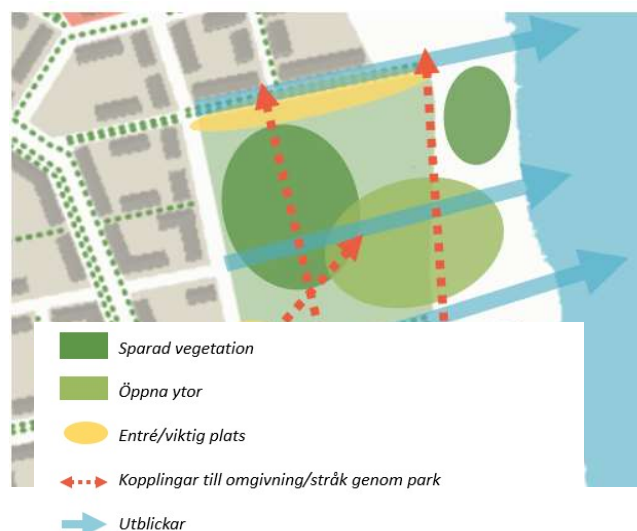 Sparad vegetation
Öppna ytor
Entré/viktig plats
Kopplingar till omgivning/stråk genom park
Utblickar